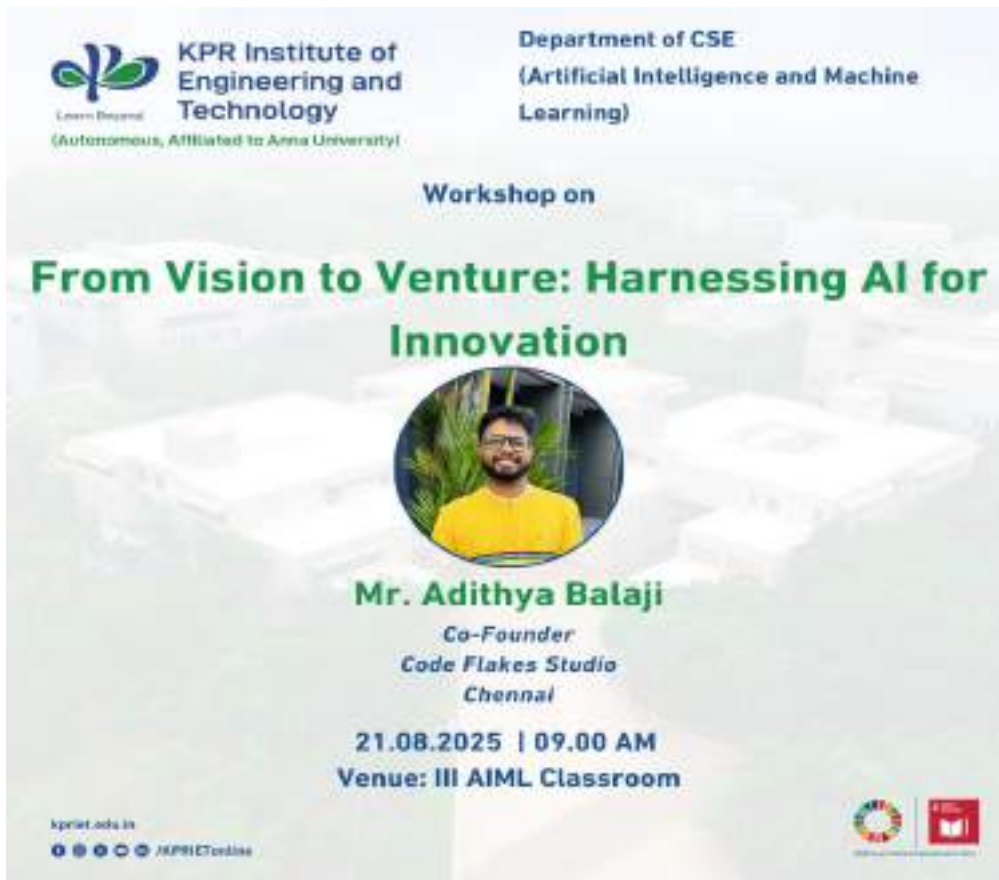 KPR Institute of
Engineering and
Technology
Learn Beyond
(Autonomous, Affiliated to Anna University)
Department of CSE
(Artificial Intelligence and Machine
Learning)
Workshop on
From Vision to Venture: Harnessing AI for
Innovation
Mr. Adithya Balaji
Co-Founder
Code Flakes Studio
Chennai
21.08.2025 | 09.00 AM
Venue: III AIML Classroom
kpriet.edu.in
/KPRIETonline